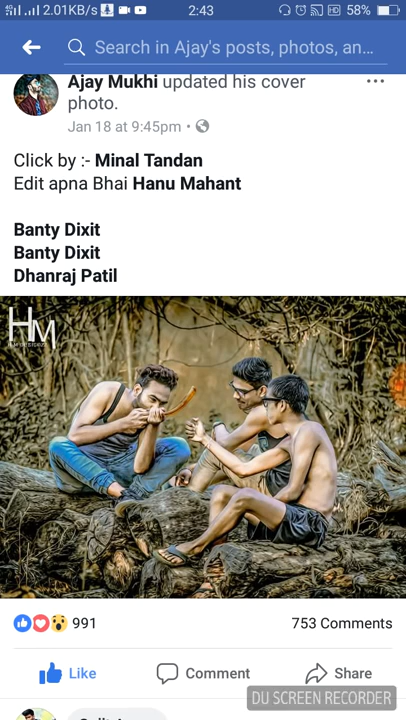 4G 2.01KB/s 2:43 HD 58%
Search in Ajay's posts, photos, an...
Ajay Mukhi updated his cover
photo.
Jan 18 at 9:45pm
Click by :- Minal Tandan
Edit apna Bhai Hanu Mahant
Banty Dixit
Banty Dixit
Dhanraj Patil
HM
991 753 Comments
Like Comment Share
DU SCREEN RECORDER